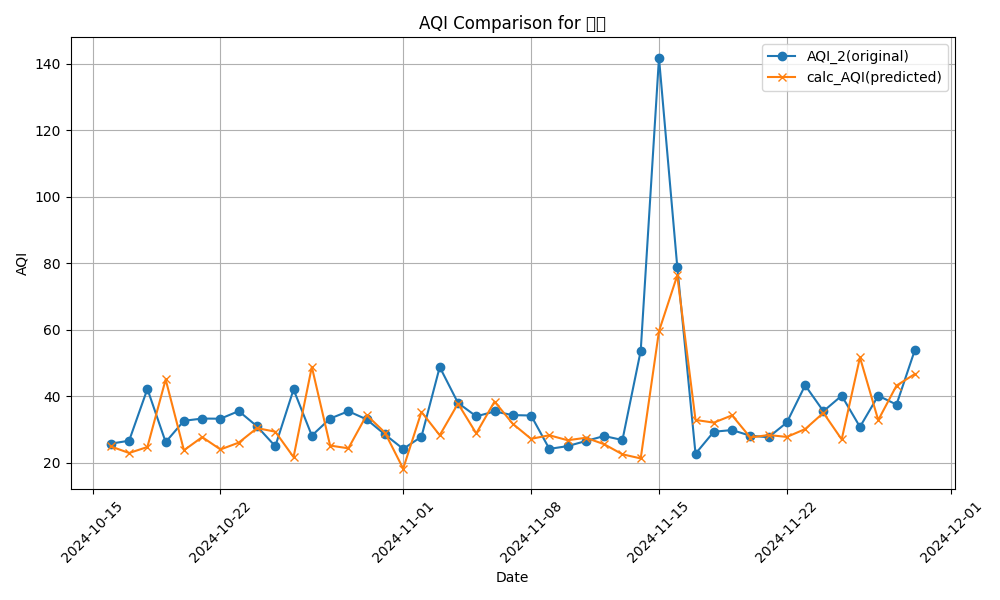 AQI Comparison for
AQI_2(original)
calc_AQI(predicted)
AQI
140
120
100
80
60
40
20
2024-10-15
2024-10-22
2024-11-01
2024-11-08
2024-11-15
2024-11-22
2024-12-01
Date